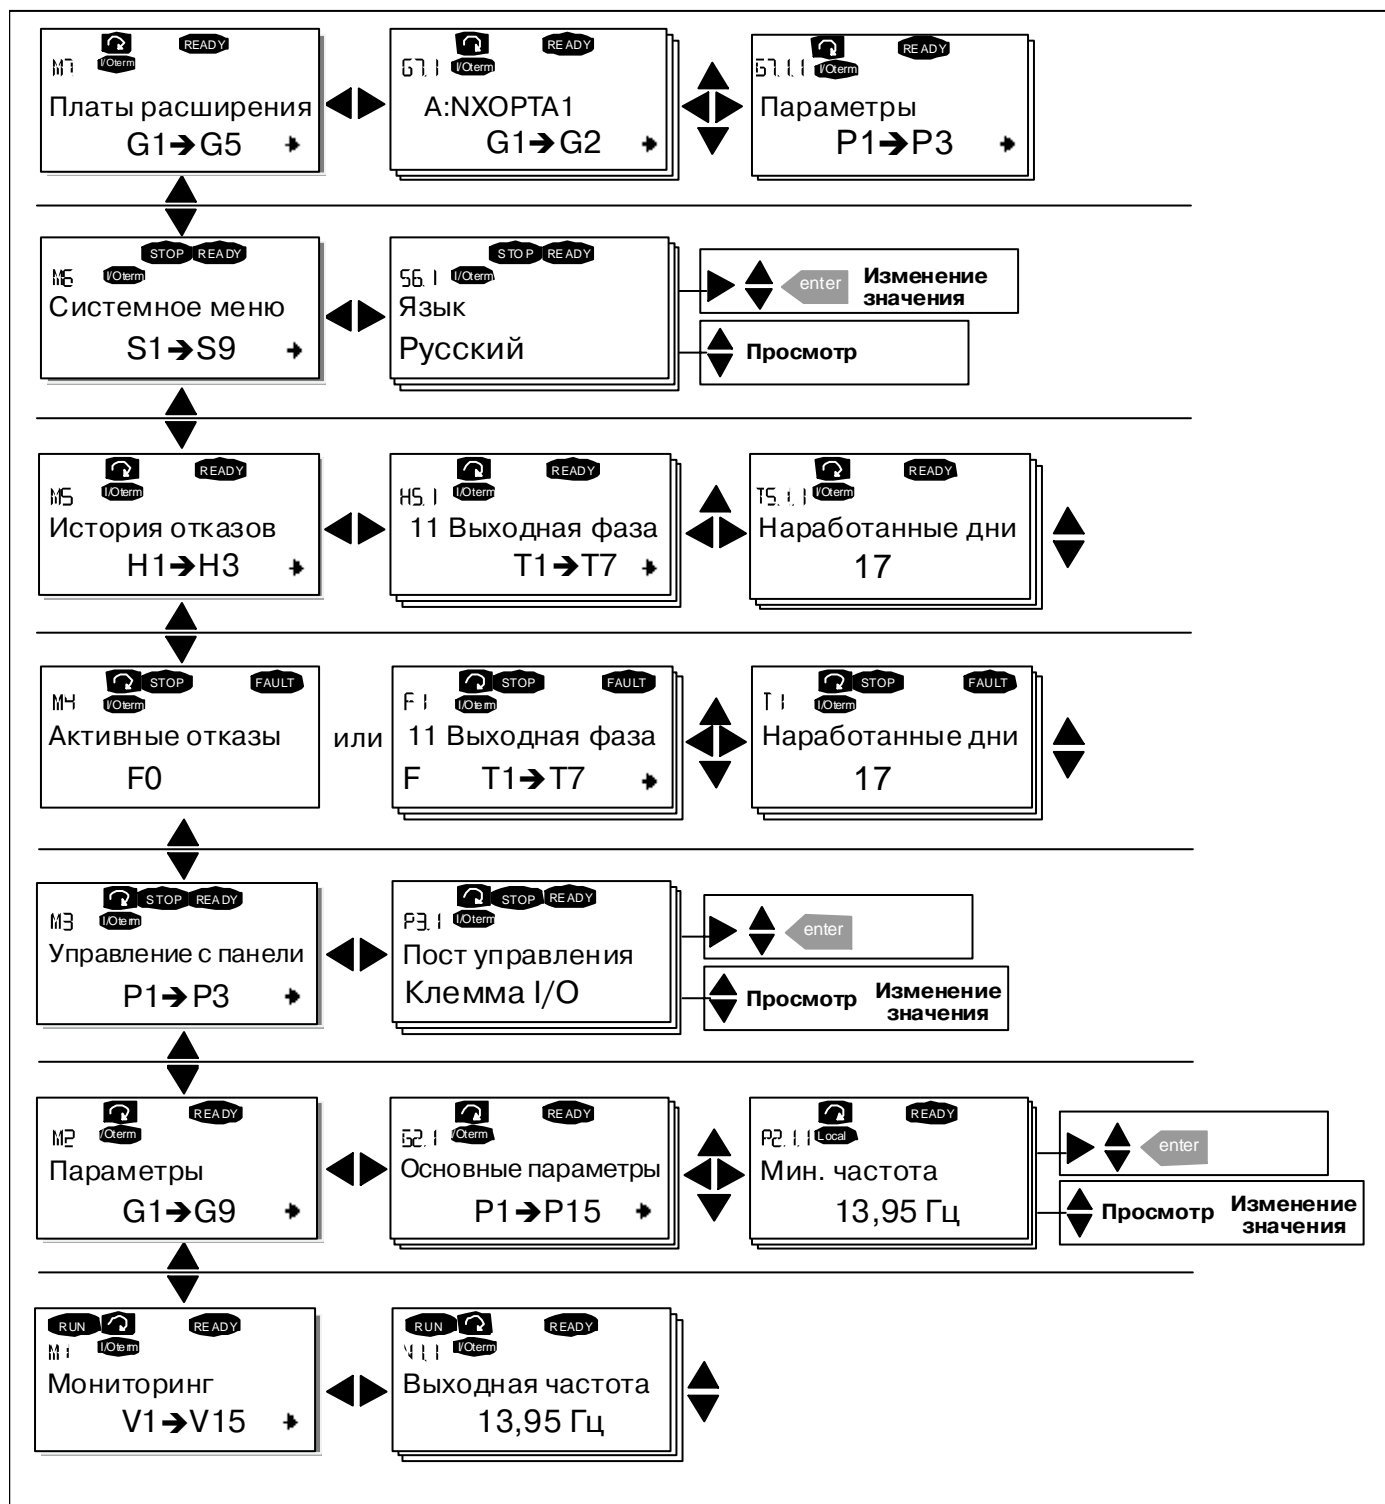 READY
READY
READY
M7 I/Oterm
G7.1 I/Oterm
G7.1.1 I/Oterm
Платы расширения
A:NXOPTA1
Параметры
G1➔G5
G1➔G2
P1➔P3
STOP READY
STOP READY
M6 I/Oterm
S6.1 I/Oterm
enter Изменение
значения
Системное меню
Язык
S1➔S9
Русский
Просмотр
READY
READY
READY
M5 I/Oterm
H5.1 I/Oterm
T5.1.1 I/Oterm
История отказов
11 Выходная фаза
Наработанные дни
H1➔H3
T1➔T7
17
STOP FAULT
STOP FAULT
STOP FAULT
M4 I/Oterm
F1 I/Oterm
T1 I/Oterm
Активные отказы
или
11 Выходная фаза
Наработанные дни
F0
F T1➔T7
17
STOP READY
STOP READY
M3 I/Oterm
P3.1 I/Oterm
enter
Управление с панели
Пост управления
P1➔P3
Клемма I/O
Просмотр Изменение
значения
READY
READY
READY
M2 /Oterm
G2.1 /Oterm
P2.1.1 Local
enter
Параметры
Основные параметры
Мин. частота
G1➔G9
P1➔P15
13,95 Гц
Просмотр Изменение
значения
RUN READY
RUN READY
M1 I/Oterm
V1.1 I/Oterm
Мониторинг
Выходная частота
V1➔V15
13,95 Гц